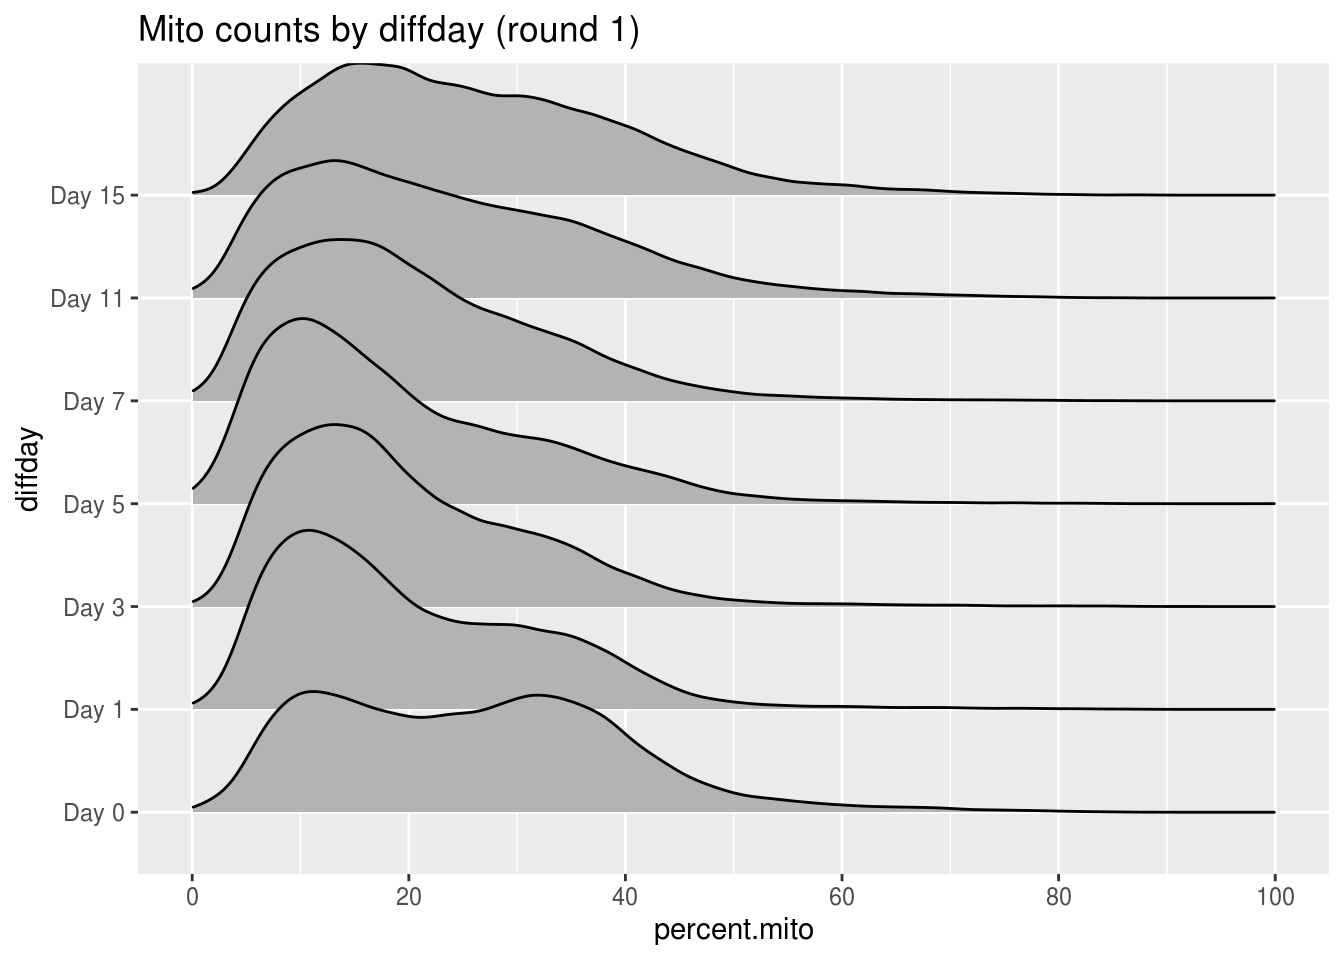 Mito counts by diffday (round 1)
Day 15
Day 11
Day 7
Day 5
Day 3
Day 1
Day 0
diffday
0 20 40 60 80 100
percent.mito